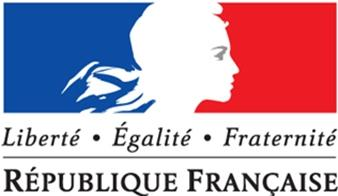 Liberté • Égalité • Fraternité
RÉPUBLIQUE FRANÇAISE